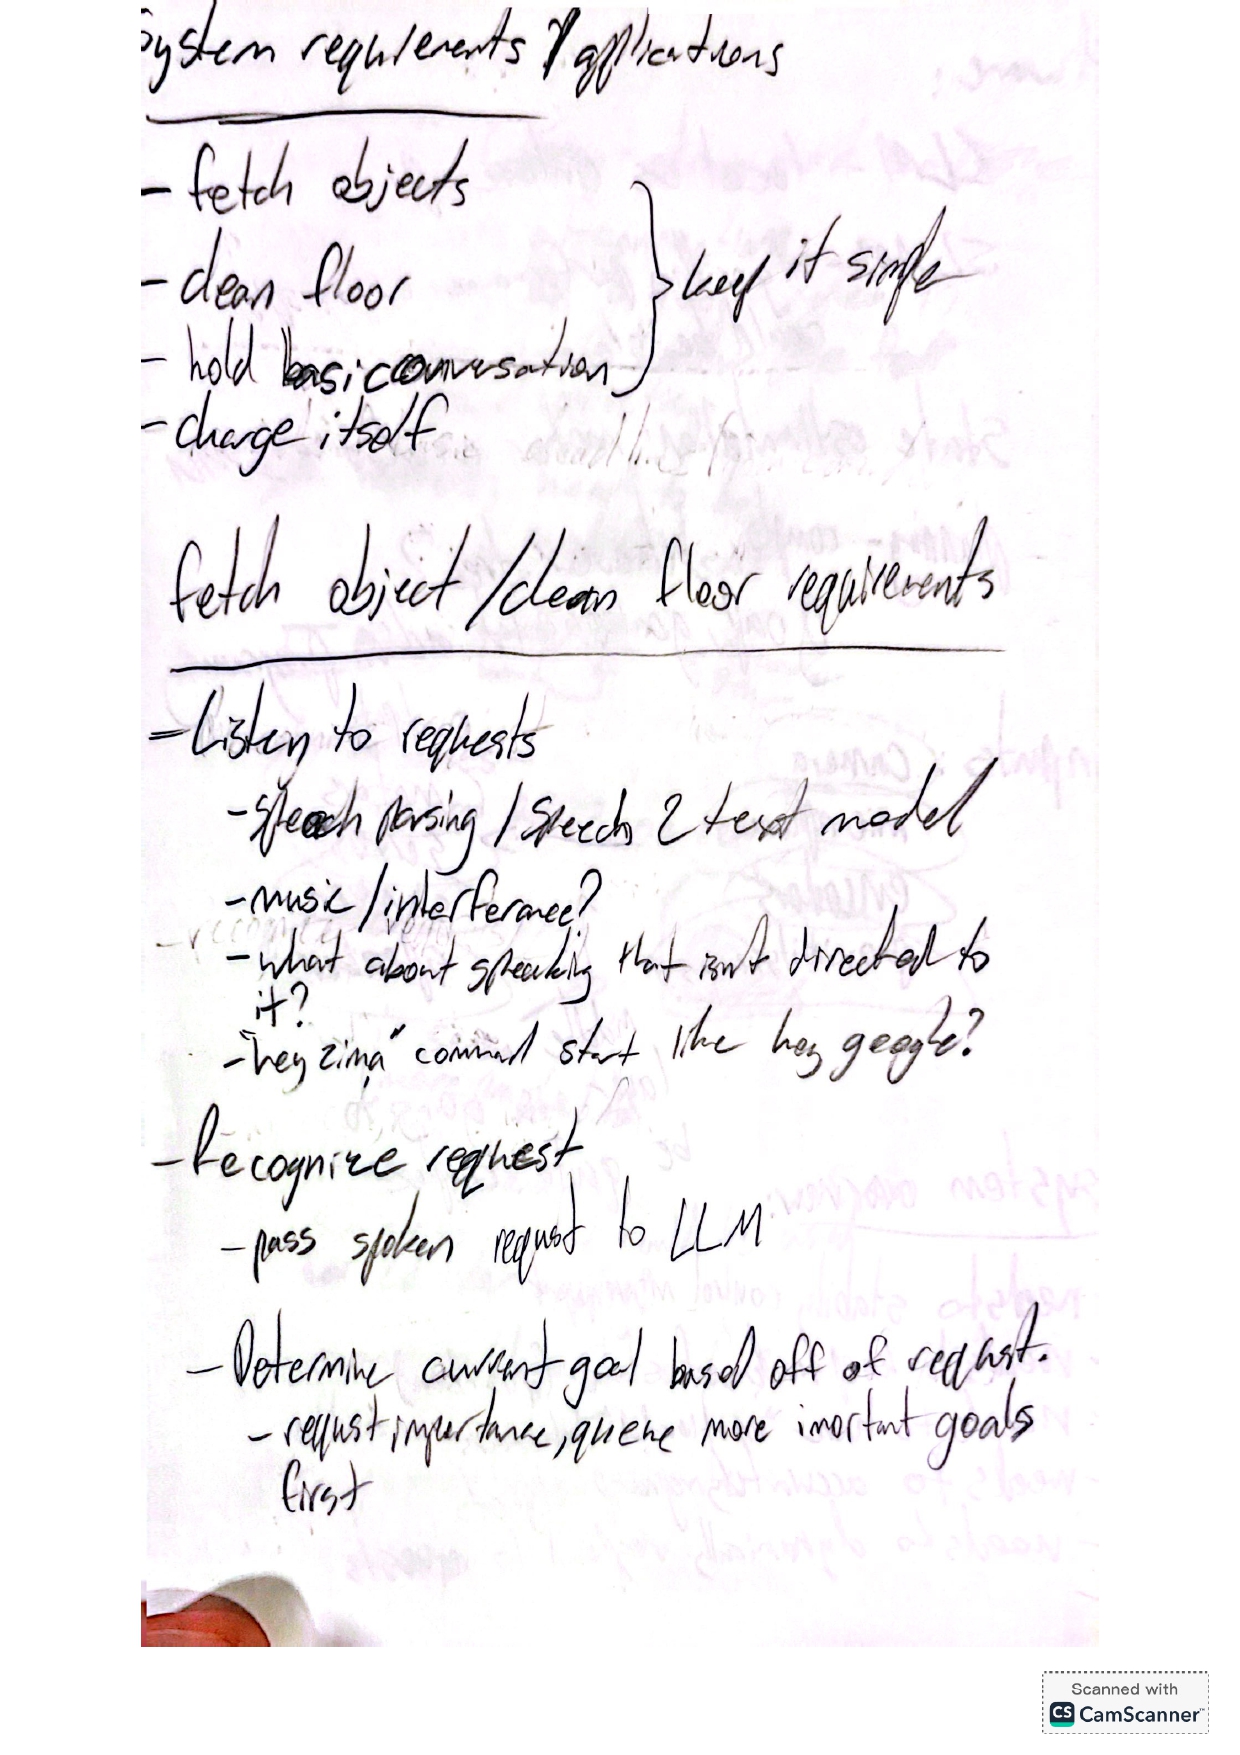 System requirements / applications
- fetch objects
- clean floor
- hold basic conversation
} keep it simple
- charge itself
fetch object / clean floor requirements
- Listen to requests
- speech parsing / Speech 2 text model
- music / interference?
- what about speaking that isn't directed to
it?
- "hey zima" command start like hey google?
- Recognize request
- pass spoken request to LLM
- Determine current goal based off of request.
- request importance, queue more imortant goals
first
Scanned with
CS CamScanner